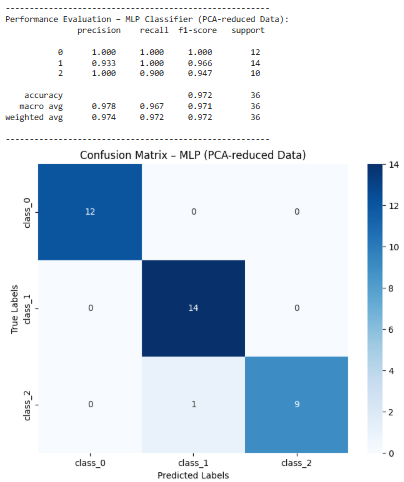 -------------------------------------------------------
Performance Evaluation – MLP Classifier (PCA-reduced Data):
precision recall f1-score support
0 1.000 1.000 1.000 12
1 0.933 1.000 0.966 14
2 1.000 0.900 0.947 10
accuracy 0.972 36
macro avg 0.978 0.967 0.971 36
weighted avg 0.974 0.972 0.972 36
-------------------------------------------------------
Confusion Matrix – MLP (PCA-reduced Data)
True Labels
class_0
12 0 0
class_1
0 14 0
class_2
0 1 9
class_0 class_1 class_2
Predicted Labels
14
12
10
8
6
4
2
0